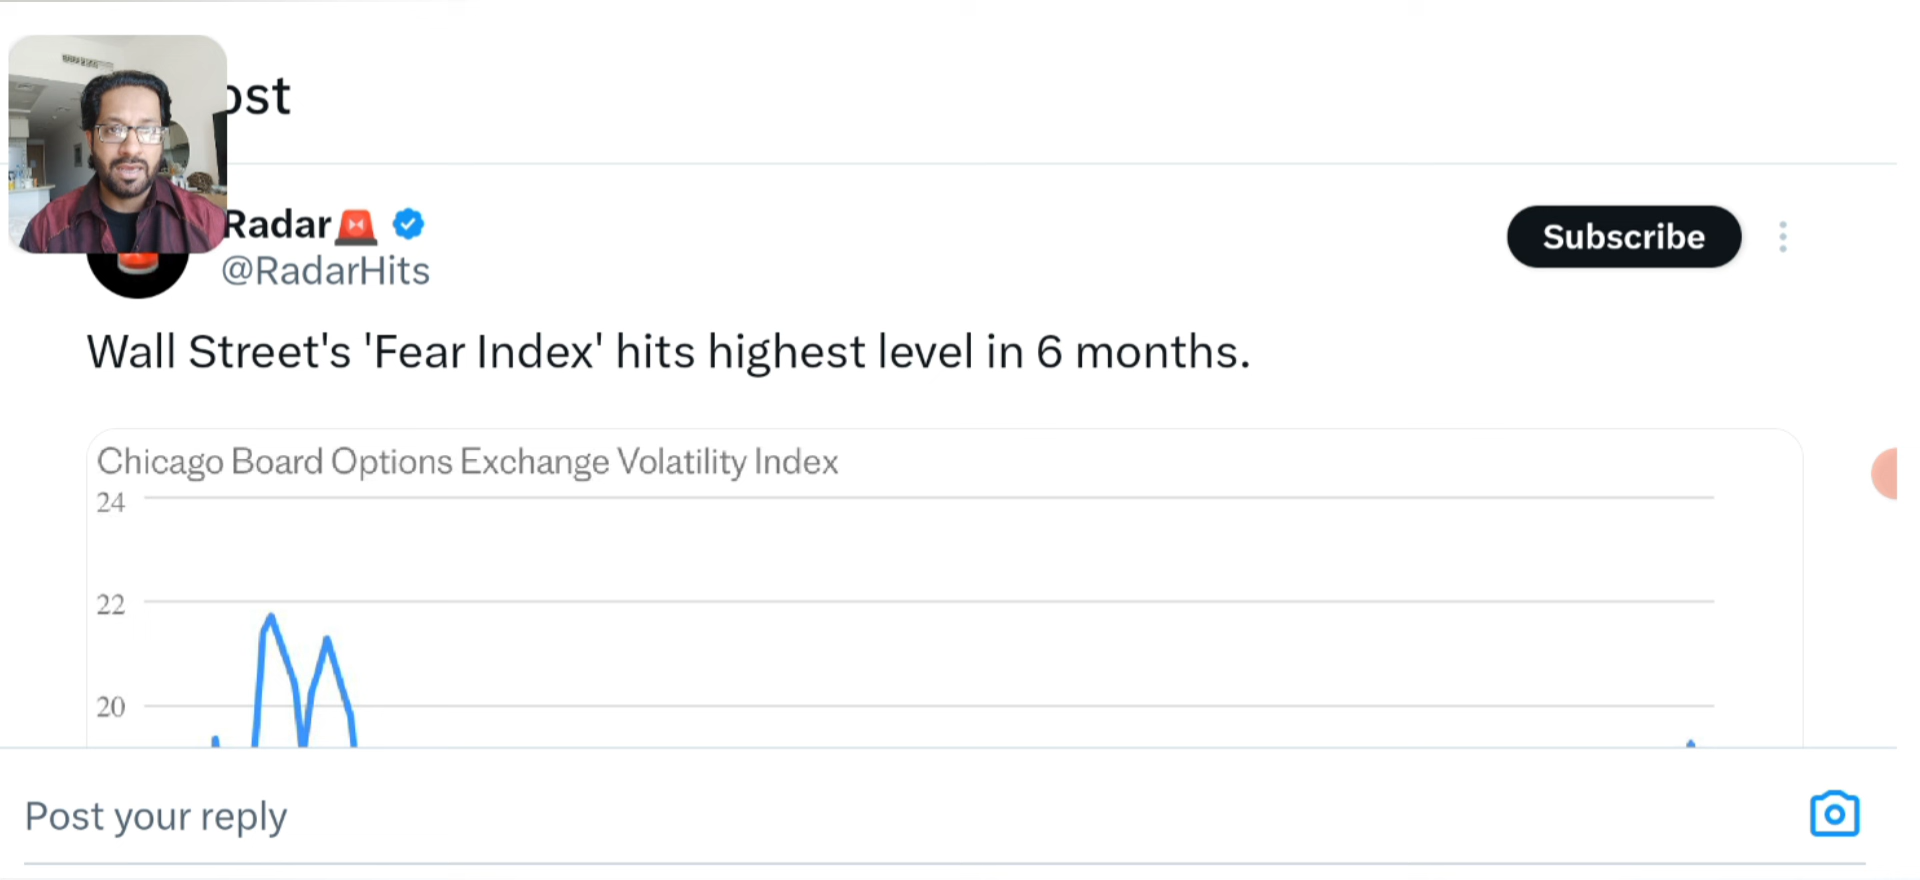 ost
Radar
@RadarHits
Subscribe
Wall Street's 'Fear Index' hits highest level in 6 months.
Chicago Board Options Exchange Volatility Index
24
22
20
Post your reply